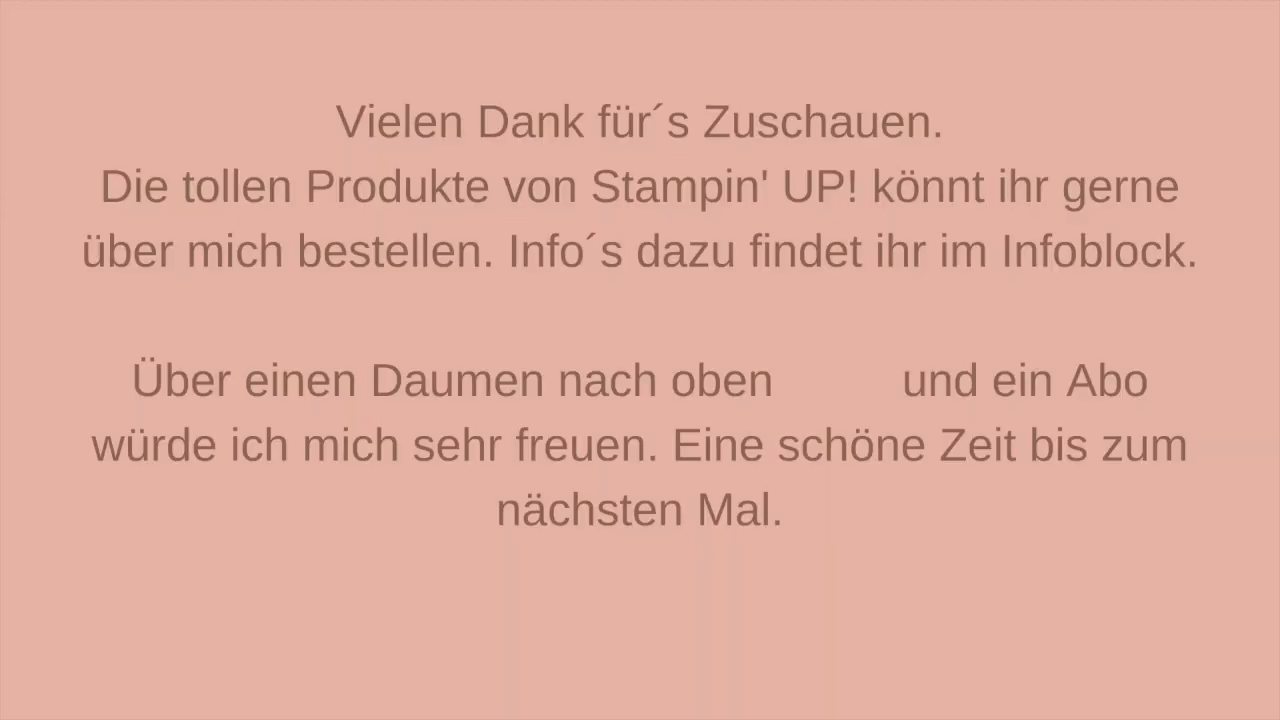 Vielen Dank für´s Zuschauen.
Die tollen Produkte von Stampin' UP! könnt ihr gerne
über mich bestellen. Info´s dazu findet ihr im Infoblock.
Über einen Daumen nach oben und ein Abo
würde ich mich sehr freuen. Eine schöne Zeit bis zum
nächsten Mal.